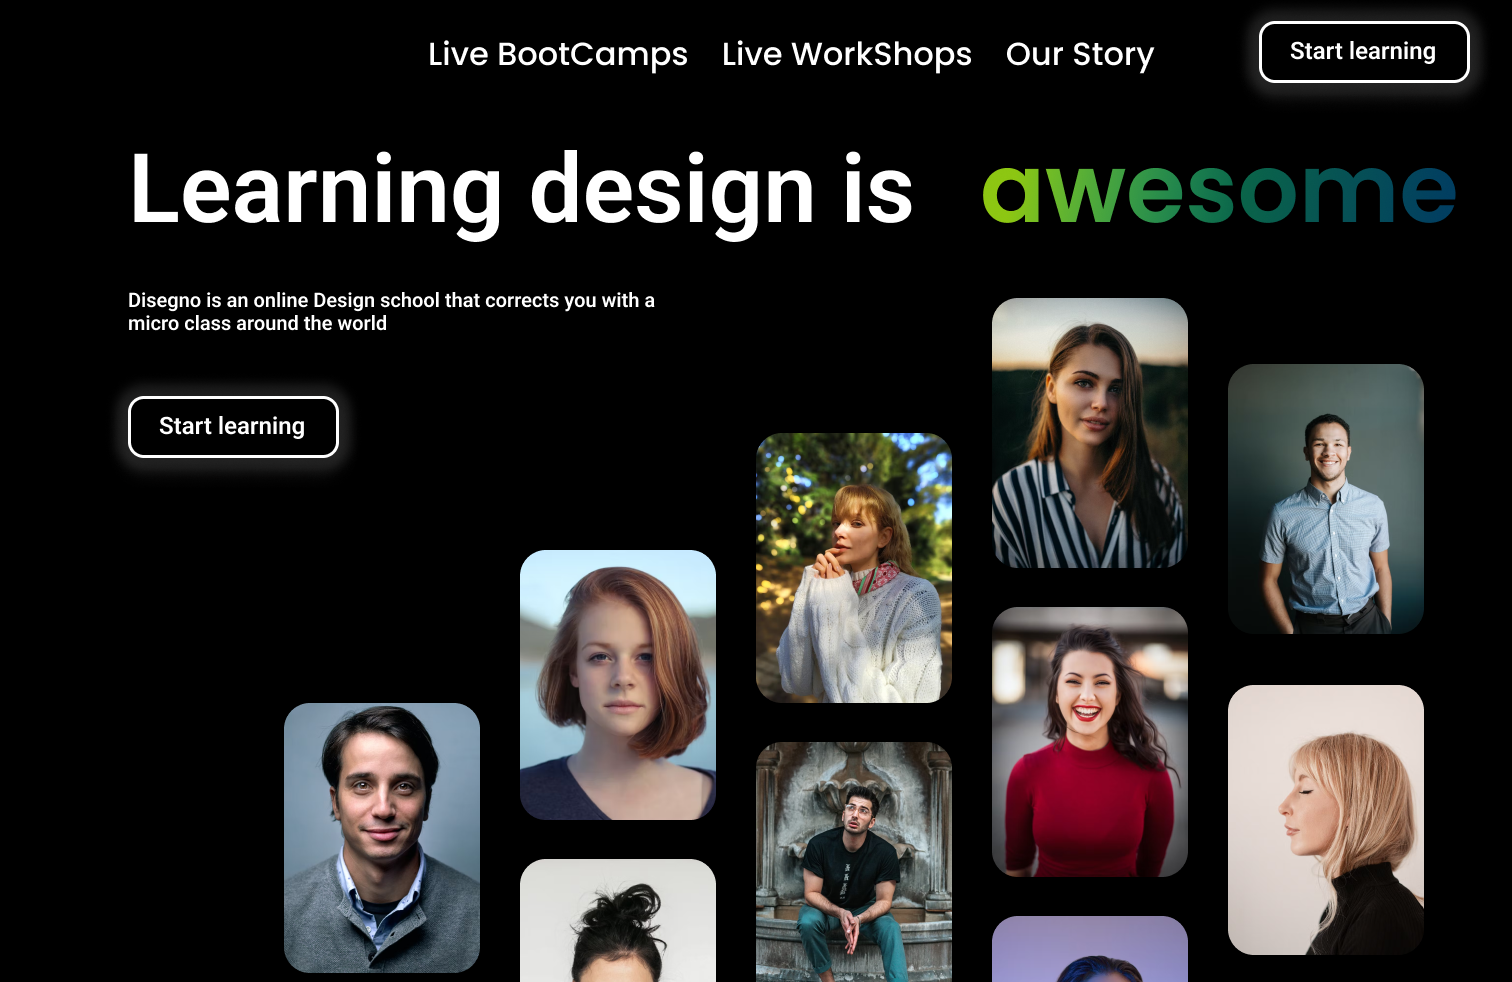 Live BootCamps Live WorkShops Our Story Start learning
Learning design is awesome
Disegno is an online Design school that corrects you with a
micro class around the world
Start learning